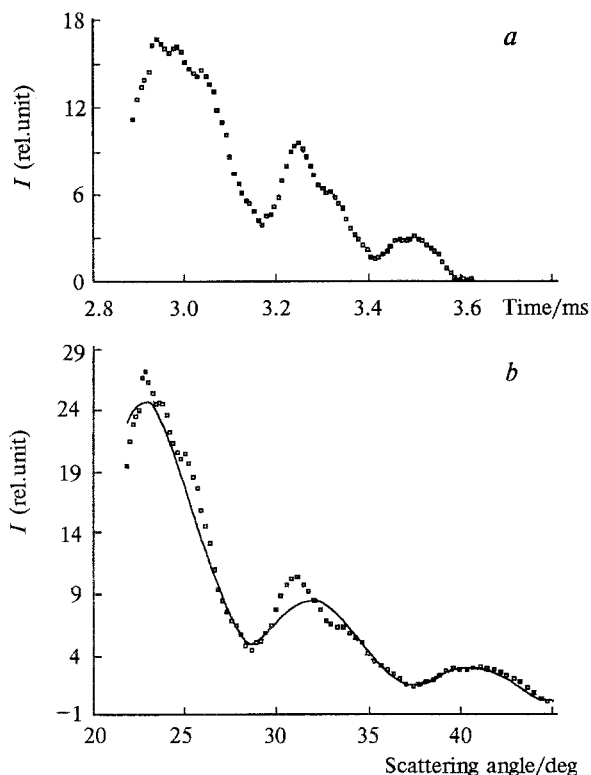 a
I (rel.unit)
18
12
6
0
2.8 3.0 3.2 3.4 3.6 Time/ms
b
I (rel.unit)
29
24
19
14
9
4
−1
20 25 30 35 40
Scattering angle/deg